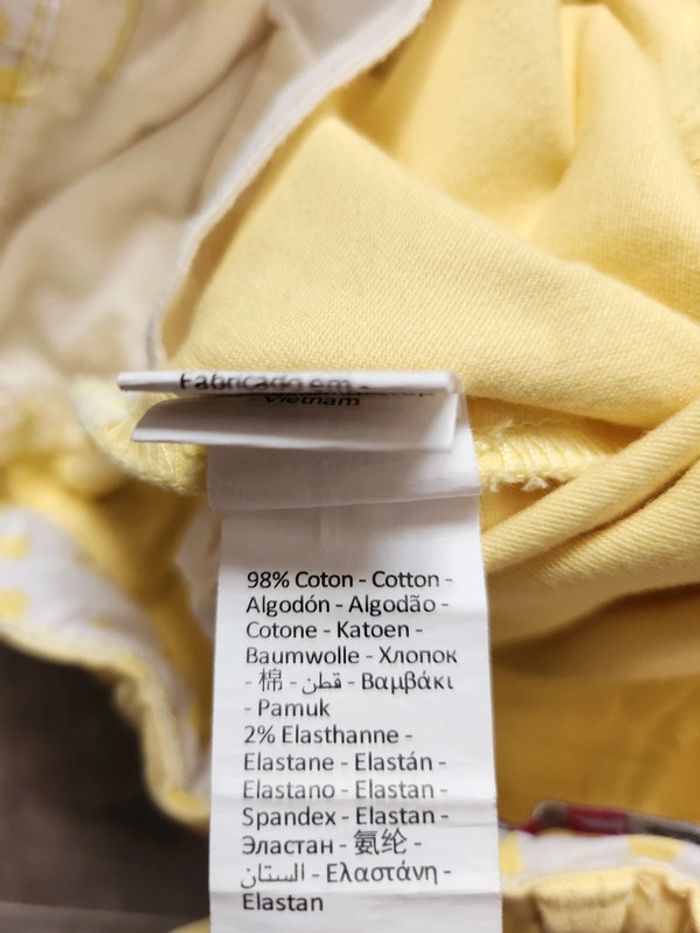 Fabricado em -
- Vietnam
98% Coton - Cotton -
Algodón - Algodão -
Cotone - Katoen -
Baumwolle - Хлопок
- 棉 - قطن - Βαμβάκι
- Pamuk
2% Elasthanne -
Elastane - Elastán -
Elastano - Elastan -
Spandex - Elastan -
Эластан - 氨纶 -
الستان - Ελαστάνη -
Elastan